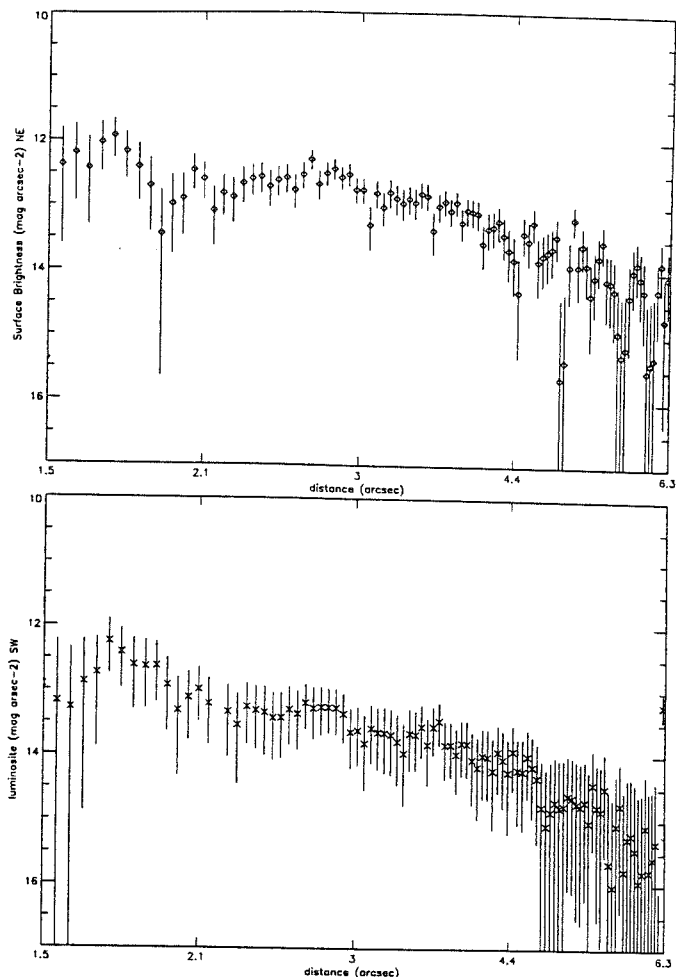 10
12
14
16
Surface Brightness (mag arcsec-2) NE
1.5 2.1 3 4.4 6.3
distance (arcsec)
10
12
14
16
luminosite (mag arcsec-2) SW
1.5 2.1 3 4.4 6.3
distance (arcsec)